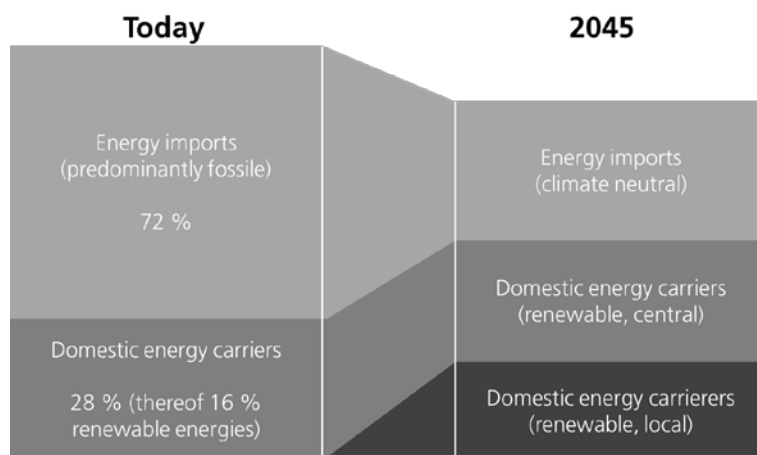 Today
2045
Energy imports
(predominantly fossile)
72 %
Domestic energy carriers
28 % (thereof 16 %
renewable energies)
Energy imports
(climate neutral)
Domestic energy carriers
(renewable, central)
Domestic energy carrierers
(renewable, local)